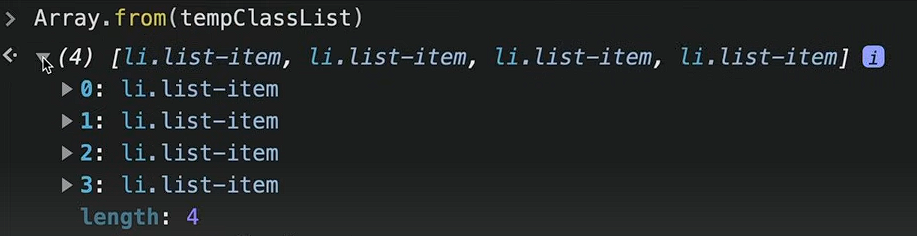 > Array.from(tempClassList)
(4) [li.list-item, li.list-item, li.list-item, li.list-item] i
0: li.list-item
1: li.list-item
2: li.list-item
3: li.list-item
length: 4